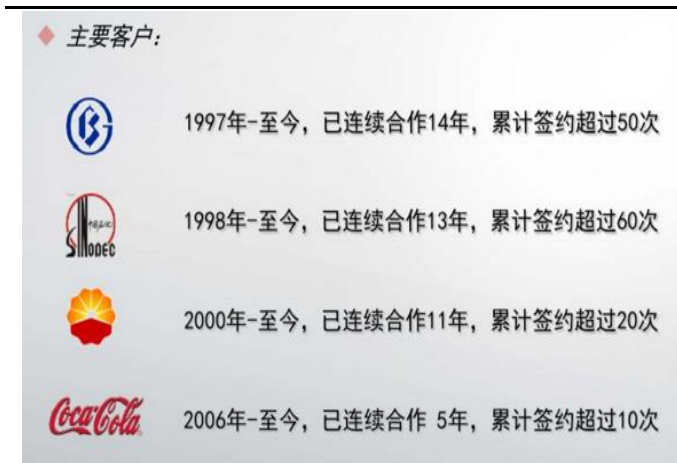 主要客户:
1997年-至今, 已连续合作14年, 累计签约超过50次
中国石化
SINOPEC
1998年-至今, 已连续合作13年, 累计签约超过60次
2000年-至今, 已连续合作11年, 累计签约超过20次
Coca-Cola
2006年-至今, 已连续合作 5年, 累计签约超过10次